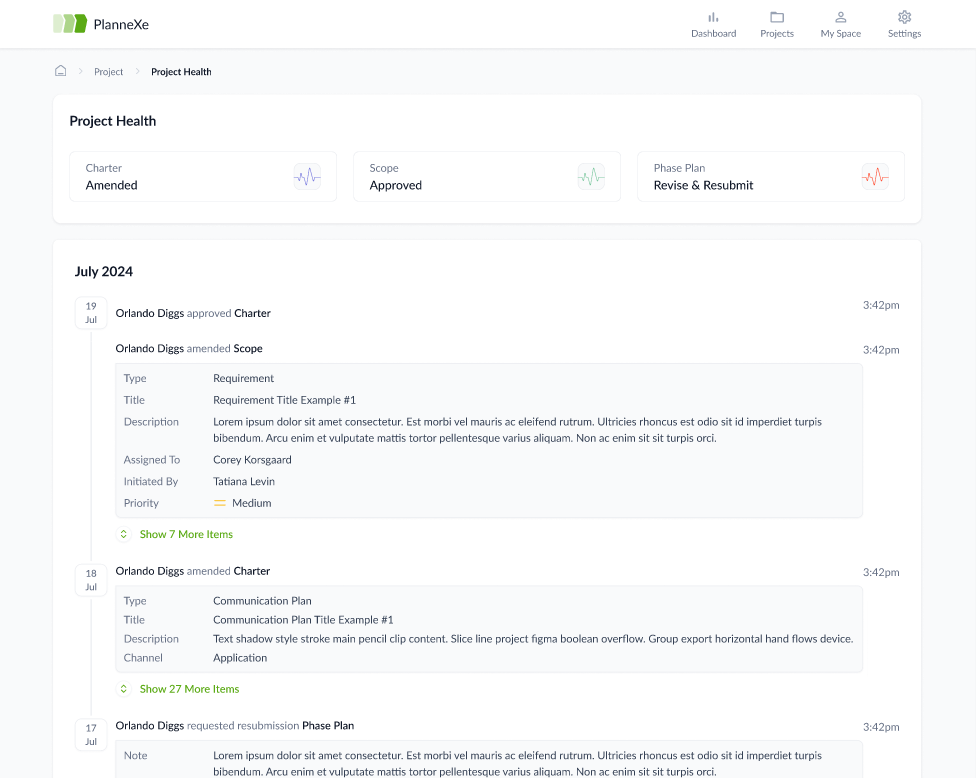 PlanneXe
Dashboard
Projects
My Space
Settings
Project
Project Health
Project Health
Charter
Amended
Scope
Approved
Phase Plan
Revise & Resubmit
July 2024
19
Jul
Orlando Diggs approved Charter
3:42pm
Orlando Diggs amended Scope
3:42pm
Type Requirement
Title Requirement Title Example #1
Description Lorem ipsum dolor sit amet consectetur. Est morbi vel mauris ac eleifend rutrum. Ultricies rhoncus est odio sit id imperdiet turpis
bibendum. Arcu enim et vulputate mattis tortor pellentesque varius aliquam. Non ac enim sit sit turpis orci.
Assigned To Corey Korsgaard
Initiated By Tatiana Levin
Priority Medium
Show 7 More Items
18
Jul
Orlando Diggs amended Charter
3:42pm
Type Communication Plan
Title Communication Plan Title Example #1
Description Text shadow style stroke main pencil clip content. Slice line project figma boolean overflow. Group export horizontal hand flows device.
Channel Application
Show 27 More Items
17
Jul
Orlando Diggs requested resubmission Phase Plan
3:42pm
Note Lorem ipsum dolor sit amet consectetur. Est morbi vel mauris ac eleifend rutrum. Ultricies rhoncus est odio sit id imperdiet turpis
bibendum. Arcu enim et vulputate mattis tortor pellentesque varius aliquam. Non ac enim sit sit turpis orci.